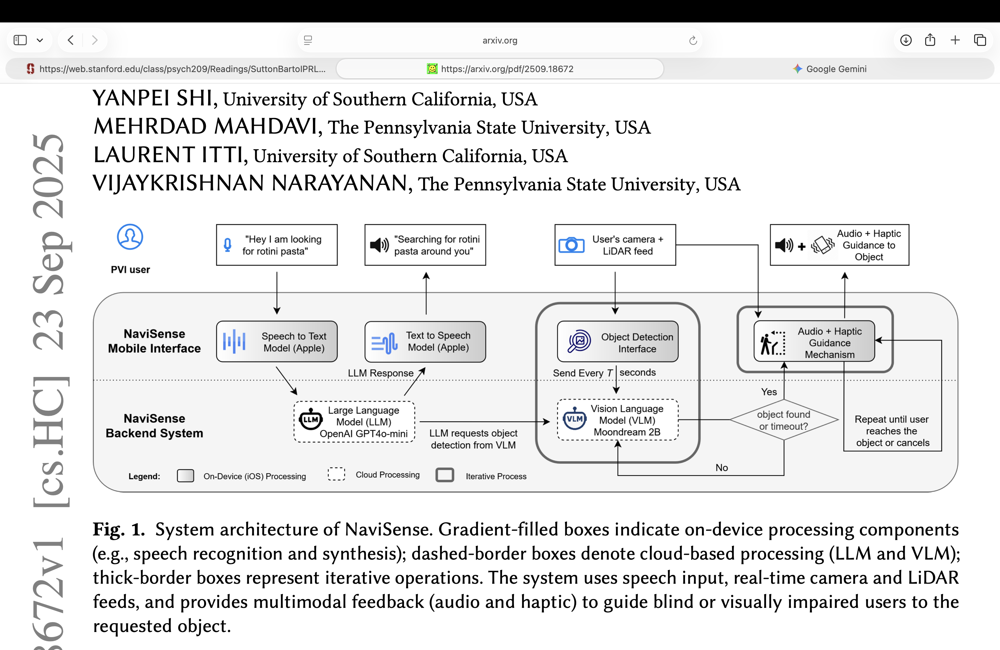 arxiv.org
https://web.stanford.edu/class/psych209/Readings/SuttonBartoIPRL...
https://arxiv.org/pdf/2509.18672
Google Gemini
YANPEI SHI, University of Southern California, USA
MEHRDAD MAHDAVI, The Pennsylvania State University, USA
LAURENT ITTI, University of Southern California, USA
VIJAYKRISHNAN NARAYANAN, The Pennsylvania State University, USA
8672v1 [cs.HC] 23 Sep 2025
PVI user
"Hey I am looking
for rotini pasta"
"Searching for rotini
pasta around you"
User's camera +
LiDAR feed
+
Audio + Haptic
Guidance to
Object
NaviSense
Mobile Interface
Speech to Text
Model (Apple)
Text to Speech
Model (Apple)
Object Detection
Interface
Audio + Haptic
Guidance
Mechanism
LLM Response
Send Every T seconds
NaviSense
Backend System
LLM
Large Language
Model (LLM)
OpenAI GPT4o-mini
LLM requests object
detection from VLM
VLM
Vision Language
Model (VLM)
Moondream 2B
Yes
object found
or timeout?
No
Repeat until user
reaches the
object or cancels
Legend:
On-Device (iOS) Processing
Cloud Processing
Iterative Process
Fig. 1. System architecture of NaviSense. Gradient-filled boxes indicate on-device processing components
(e.g., speech recognition and synthesis); dashed-border boxes denote cloud-based processing (LLM and VLM);
thick-border boxes represent iterative operations. The system uses speech input, real-time camera and LiDAR
feeds, and provides multimodal feedback (audio and haptic) to guide blind or visually impaired users to the
requested object.